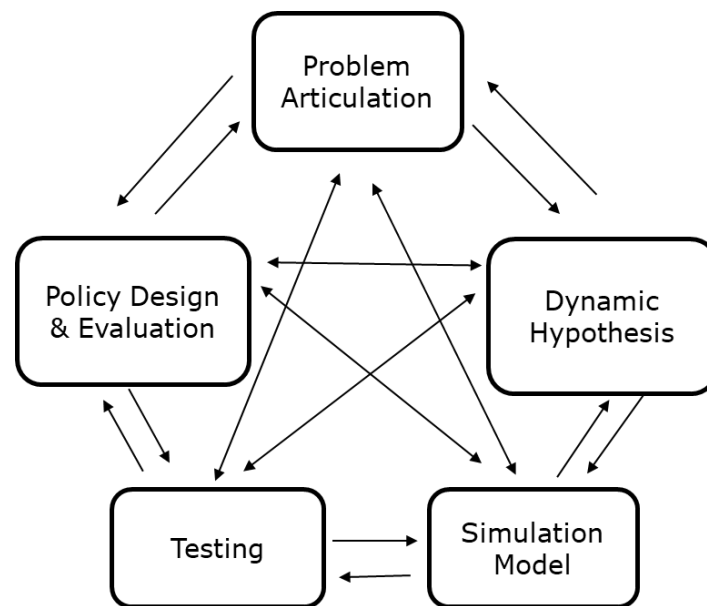 Problem
Articulation
Policy Design
& Evaluation
Dynamic
Hypothesis
Testing
Simulation
Model